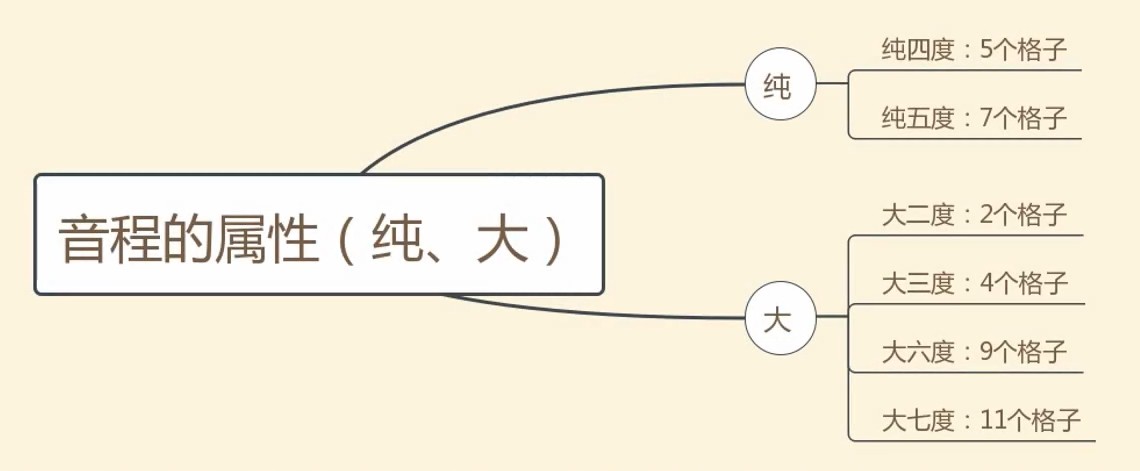 音程的属性（纯、大）
纯
纯四度：5个格子
纯五度：7个格子
大
大二度：2个格子
大三度：4个格子
大六度：9个格子
大七度：11个格子